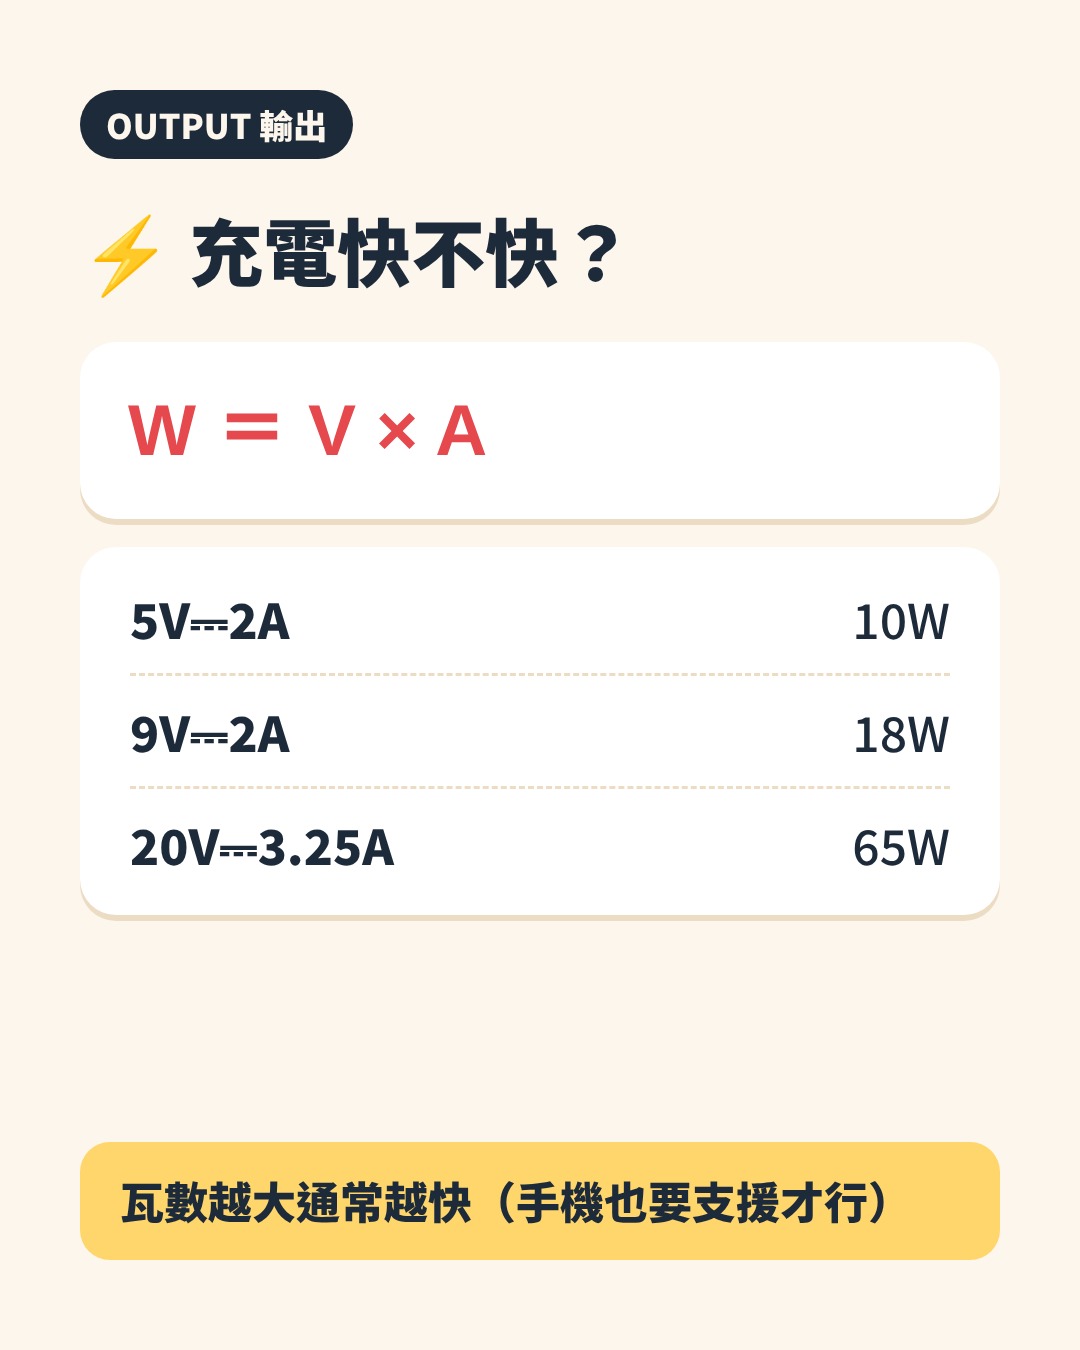 OUTPUT 輸出
⚡ 充電快不快？
W ＝ V × A
5V⎓2A 10W
9V⎓2A 18W
20V⎓3.25A 65W
瓦數越大通常越快（手機也要支援才行）